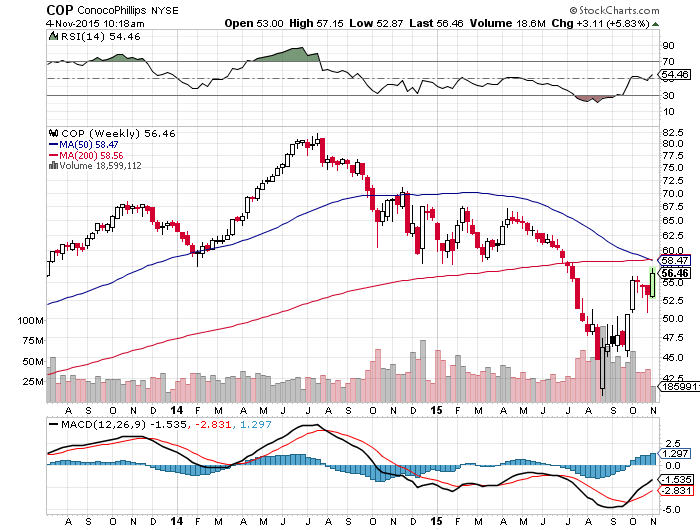 COP ConocoPhillips NYSE © StockCharts.com
4-Nov-2015 10:18am Open 53.00 High 57.15 Low 52.87 Last 56.46 Volume 18.6M Chg +3.11 (+5.83%)
RSI(14) 54.46
90
70
54.46
50
30
10
COP (Weekly) 56.46
MA(50) 58.47
MA(200) 58.56
Volume 18,599,112
82.5
80.0
77.5
75.0
72.5
70.0
67.5
65.0
62.5
60.0
58.47
56.46
55.0
52.5
50.0
47.5
45.0
42.5
100M
75M
50M
25M
1859911
A S O N D 14 F M A M J J A S O N D 15 F M A M J J A S O N
MACD(12,26,9) -1.535, -2.831, 1.297
2.5
1.297
0.0
-1.535
-2.831
-5.0
A S O N D 14 F M A M J J A S O N D 15 F M A M J J A S O N